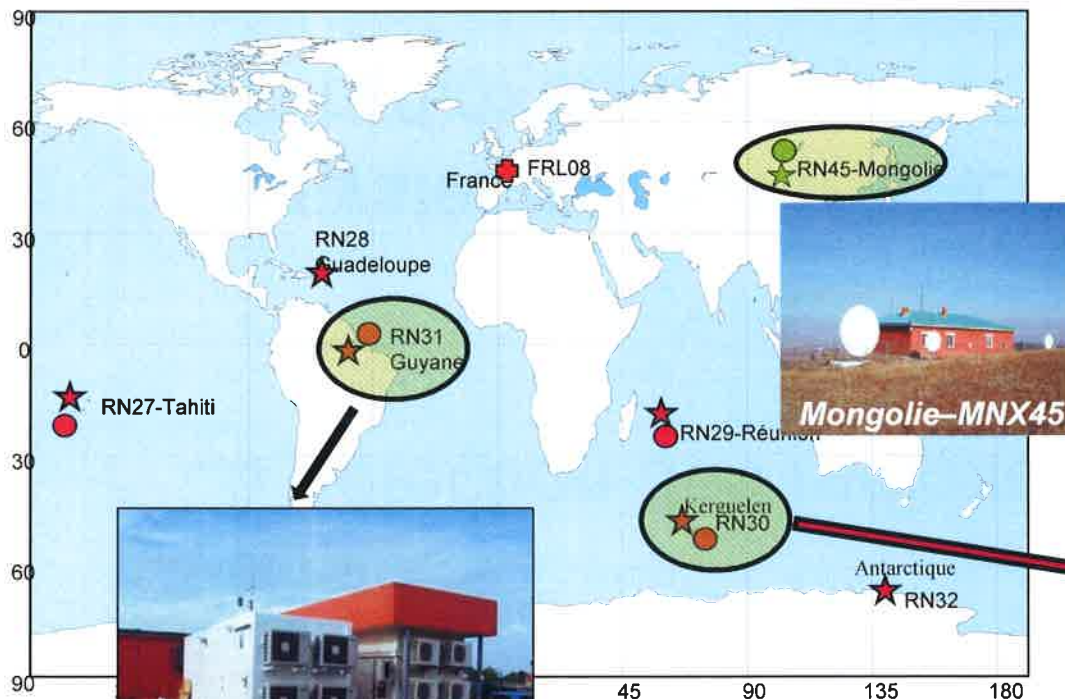 90
60
30
0
30
60
90
45
90
135
180
France
FRL08
RN45-Mongolie
RN28
Guadeloupe
RN31
Guyane
RN27-Tahiti
RN29-Réunion
Kerguelen
RN30
Antarctique
RN32
Mongolie–MNX45